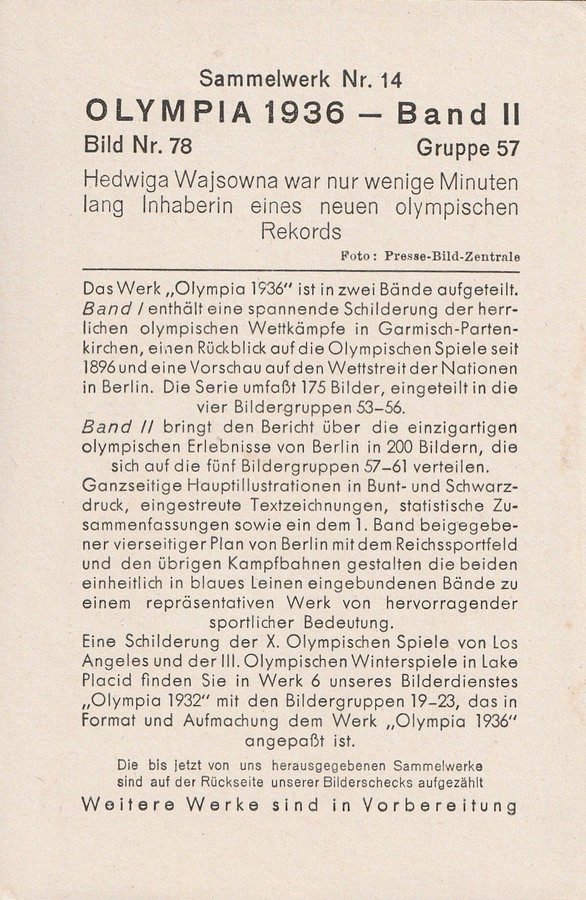 Sammelwerk Nr. 14
OLYMPIA 1936 — Band II
Bild Nr. 78 Gruppe 57
Hedwiga Wajsowna war nur wenige Minuten
lang Inhaberin eines neuen olympischen
Rekords
Foto: Presse-Bild-Zentrale
Das Werk „Olympia 1936“ ist in zwei Bände aufgeteilt.
Band I enthält eine spannende Schilderung der herr-
lichen olympischen Wettkämpfe in Garmisch-Parten-
kirchen, einen Rückblick auf die Olympischen Spiele seit
1896 und eine Vorschau auf den Wettstreit der Nationen
in Berlin. Die Serie umfaßt 175 Bilder, eingeteilt in die
vier Bildergruppen 53–56.
Band II bringt den Bericht über die einzigartigen
olympischen Erlebnisse von Berlin in 200 Bildern, die
sich auf die fünf Bildergruppen 57–61 verteilen.
Ganzseitige Hauptillustrationen in Bunt- und Schwarz-
druck, eingestreute Textzeichnungen, statistische Zu-
sammenfassungen sowie ein dem 1. Band beigegebe-
ner vierseitiger Plan von Berlin mit dem Reichssportfeld
und den übrigen Kampfbahnen gestalten die beiden
einheitlich in blaues Leinen eingebundenen Bände zu
einem repräsentativen Werk von hervorragender
sportlicher Bedeutung.
Eine Schilderung der X. Olympischen Spiele von Los
Angeles und der III. Olympischen Winterspiele in Lake
Placid finden Sie in Werk 6 unseres Bilderdienstes
„Olympia 1932“ mit den Bildergruppen 19–23, das in
Format und Aufmachung dem Werk „Olympia 1936“
angepaßt ist.
Die bis jetzt von uns herausgegebenen Sammelwerke
sind auf der Rückseite unserer Bilderschecks aufgezählt
Weitere Werke sind in Vorbereitung